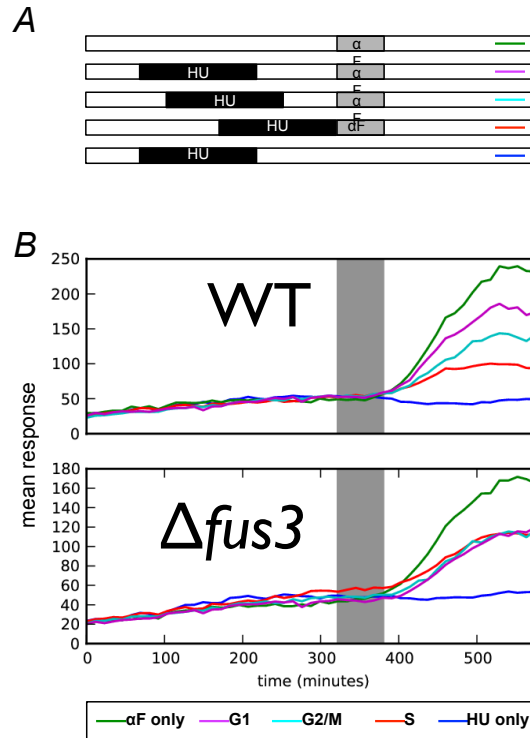 A
α
F
HU
α
F
HU
α
F
HU
αF
HU
B
250
200
150
100
50
0
WT
mean response
180
160
140
120
100
80
60
40
20
0
Δfus3
0 100 200 300 400 500
time (minutes)
αF only G1 G2/M S HU only